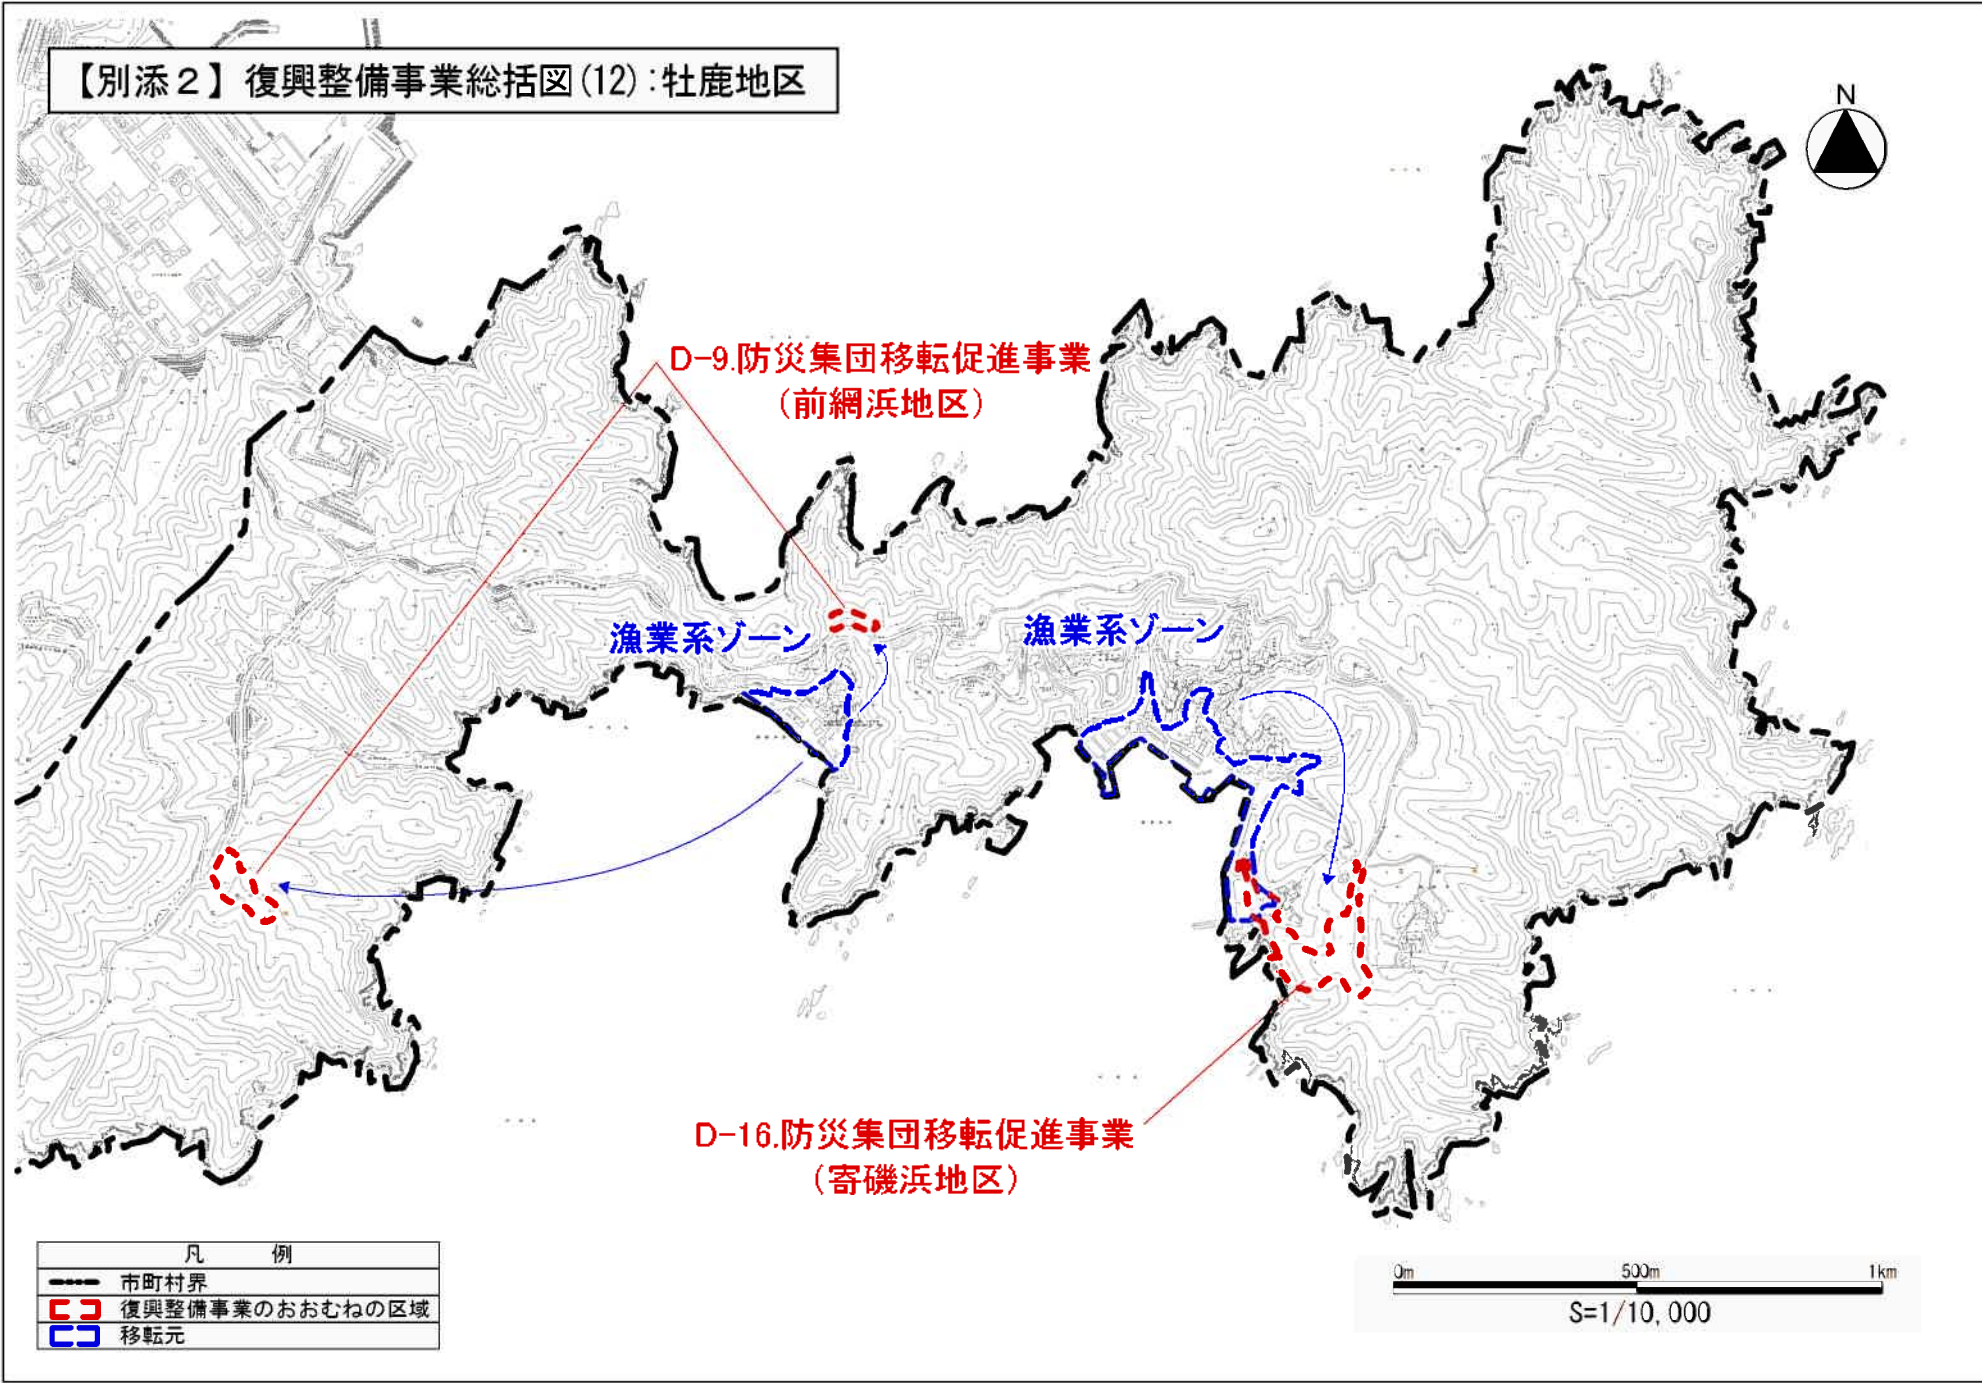 【別添２】復興整備事業総括図(12):牡鹿地区
N
D-9.防災集団移転促進事業
(前網浜地区)
漁業系ゾーン
漁業系ゾーン
D-16.防災集団移転促進事業
(寄磯浜地区)
凡 例
市町村界
復興整備事業のおおむねの区域
移転元
0m 500m 1km
S=1/10,000